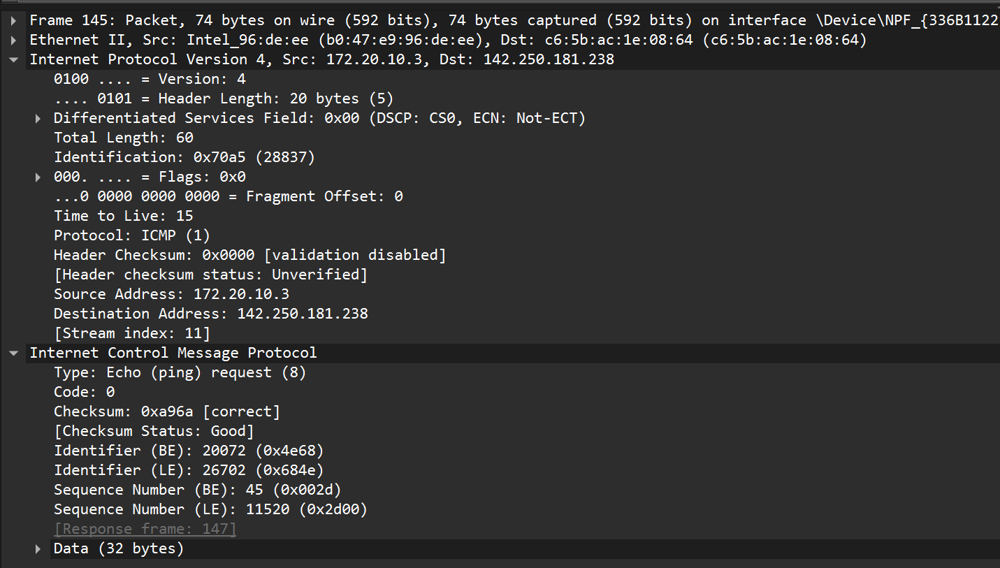 Frame 145: Packet, 74 bytes on wire (592 bits), 74 bytes captured (592 bits) on interface \Device\NPF_{336B1122
Ethernet II, Src: Intel_96:de:ee (b0:47:e9:96:de:ee), Dst: c6:5b:ac:1e:08:64 (c6:5b:ac:1e:08:64)
Internet Protocol Version 4, Src: 172.20.10.3, Dst: 142.250.181.238
0100 .... = Version: 4
.... 0101 = Header Length: 20 bytes (5)
Differentiated Services Field: 0x00 (DSCP: CS0, ECN: Not-ECT)
Total Length: 60
Identification: 0x70a5 (28837)
000. .... = Flags: 0x0
...0 0000 0000 0000 = Fragment Offset: 0
Time to Live: 15
Protocol: ICMP (1)
Header Checksum: 0x0000 [validation disabled]
[Header checksum status: Unverified]
Source Address: 172.20.10.3
Destination Address: 142.250.181.238
[Stream index: 11]
Internet Control Message Protocol
Type: Echo (ping) request (8)
Code: 0
Checksum: 0xa96a [correct]
[Checksum Status: Good]
Identifier (BE): 20072 (0x4e68)
Identifier (LE): 26702 (0x684e)
Sequence Number (BE): 45 (0x002d)
Sequence Number (LE): 11520 (0x2d00)
[Response frame: 147]
Data (32 bytes)